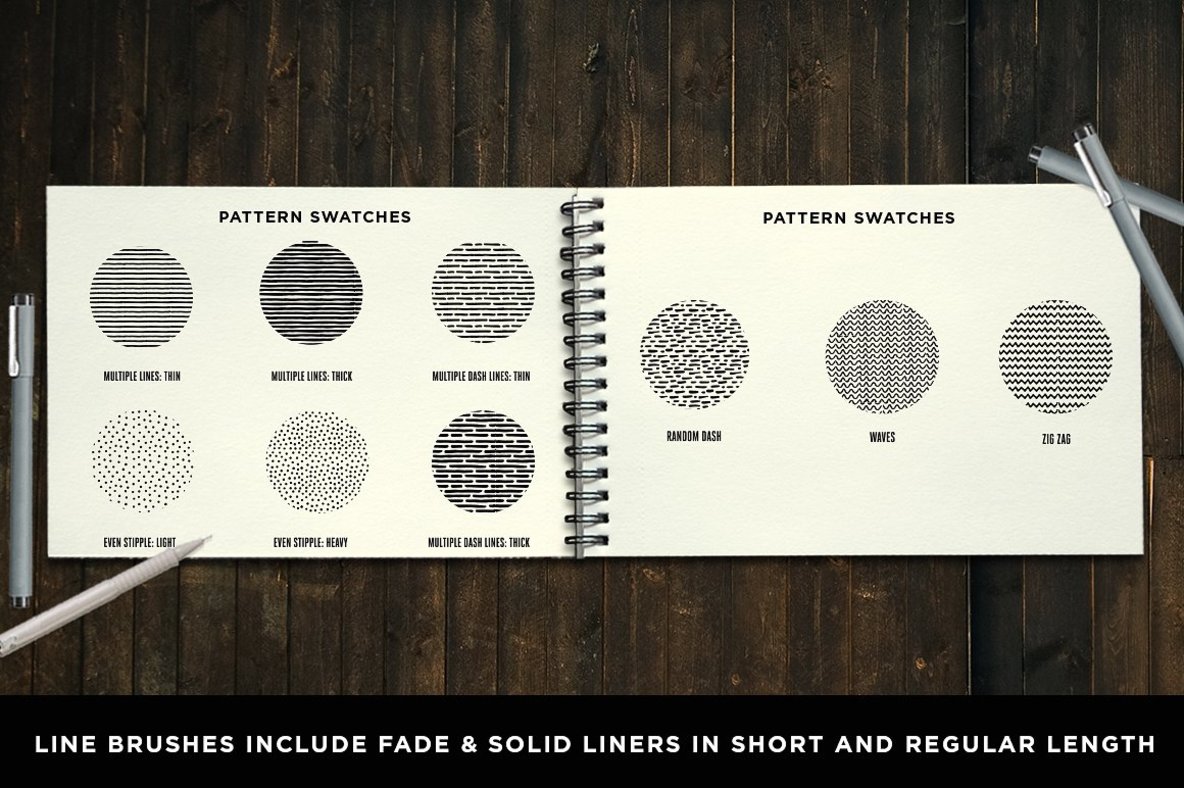 PATTERN SWATCHES
MULTIPLE LINES: THIN
MULTIPLE LINES: THICK
MULTIPLE DASH LINES: THIN
EVEN STIPPLE: LIGHT
EVEN STIPPLE: HEAVY
MULTIPLE DASH LINES: THICK
PATTERN SWATCHES
RANDOM DASH
WAVES
ZIG ZAG
LINE BRUSHES INCLUDE FADE & SOLID LINERS IN SHORT AND REGULAR LENGTH